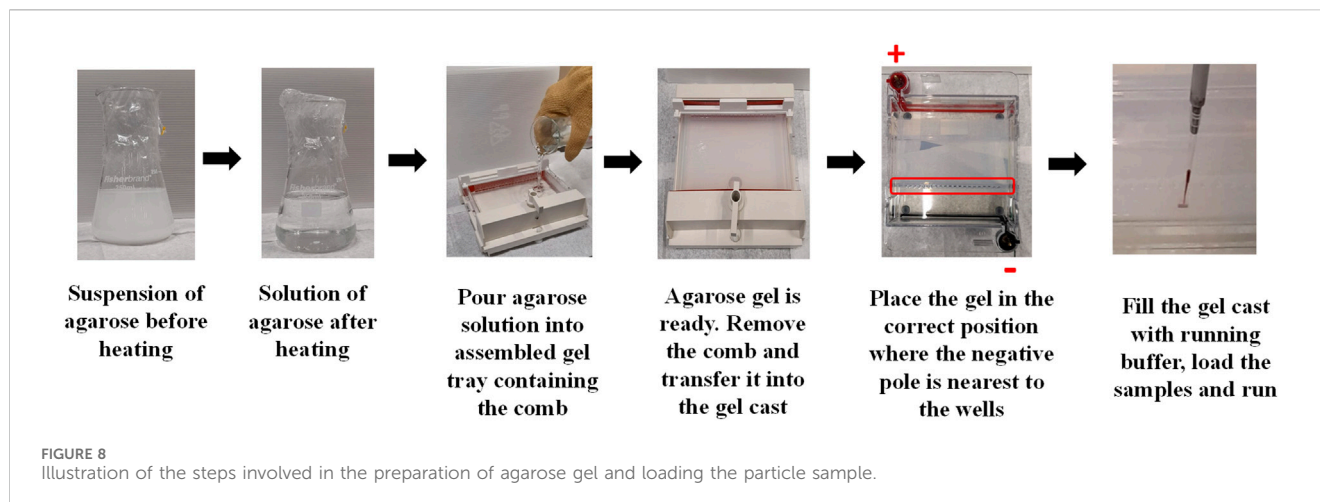 +
-
Suspension of
agarose before
heating
Solution of
agarose after
heating
Pour agarose
solution into
assembled gel
tray containing
the comb
Agarose gel is
ready. Remove
the comb and
transfer it into
the gel cast
Place the gel in the
correct position
where the negative
pole is nearest to
the wells
Fill the gel cast
with running
buffer, load the
samples and run
FIGURE 8
Illustration of the steps involved in the preparation of agarose gel and loading the particle sample.